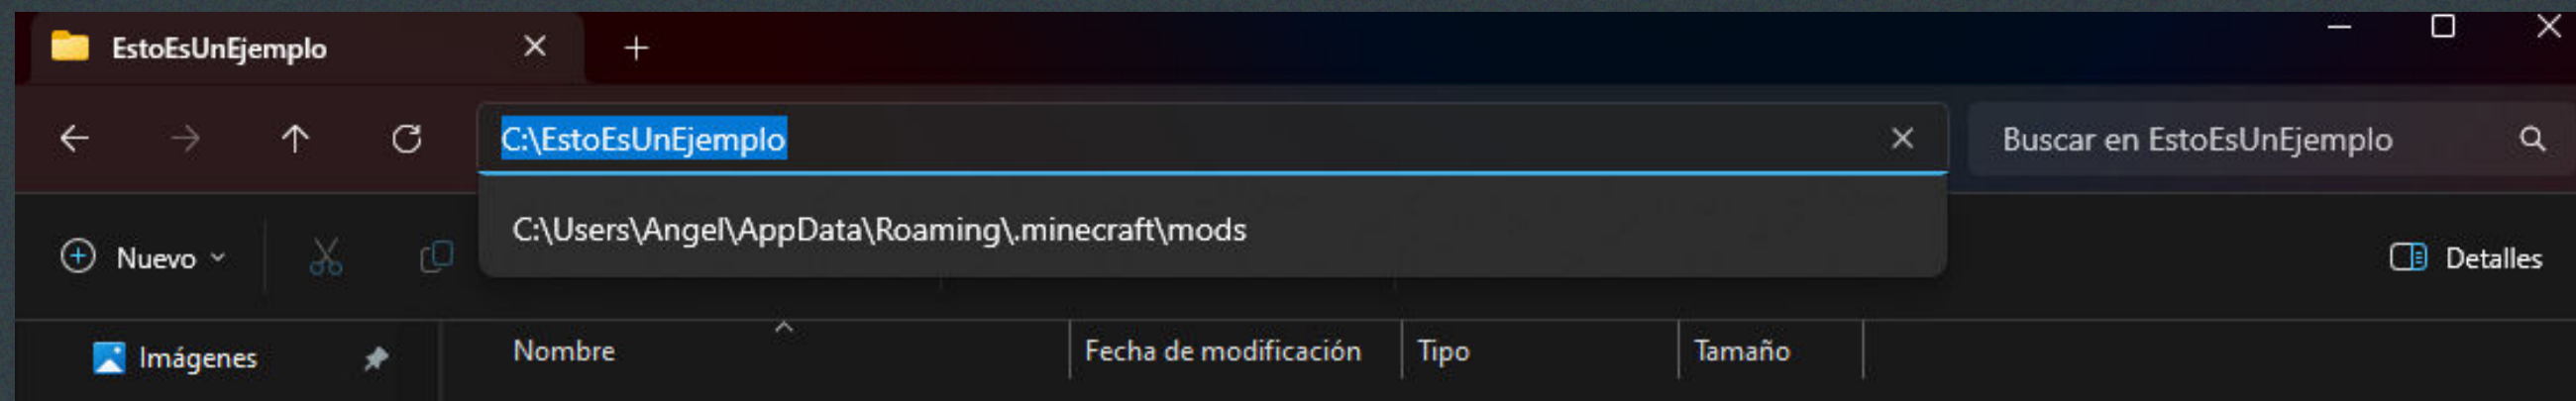 EstoEsUnEjemplo
C:\EstoEsUnEjemplo
Buscar en EstoEsUnEjemplo
C:\Users\Angel\AppData\Roaming\.minecraft\mods
Nuevo
Detalles
Imágenes
Nombre
Fecha de modificación
Tipo
Tamaño